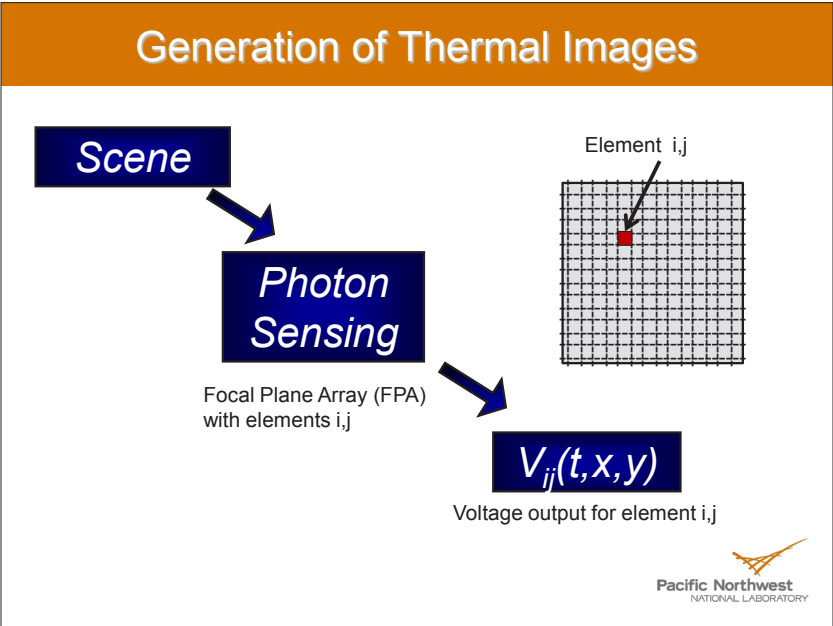 Generation of Thermal Images
Scene
Element i,j
Photon
Sensing
Focal Plane Array (FPA)
with elements i,j
Vij(t,x,y)
Voltage output for element i,j
Pacific Northwest
NATIONAL LABORATORY